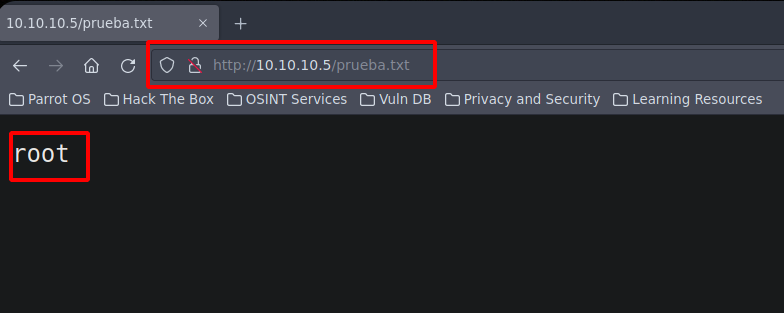 10.10.10.5/prueba.txt
http://10.10.10.5/prueba.txt
Parrot OS Hack The Box OSINT Services Vuln DB Privacy and Security Learning Resources
root